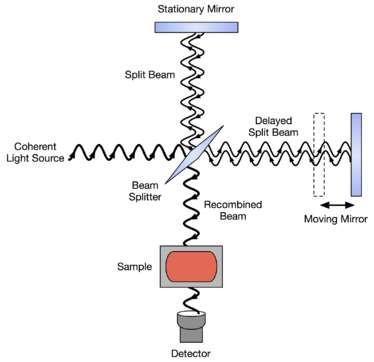 Stationary Mirror
Split Beam
Delayed
Split Beam
Coherent
Light Source
Beam
Splitter
Recombined
Beam
Moving Mirror
Sample
Detector